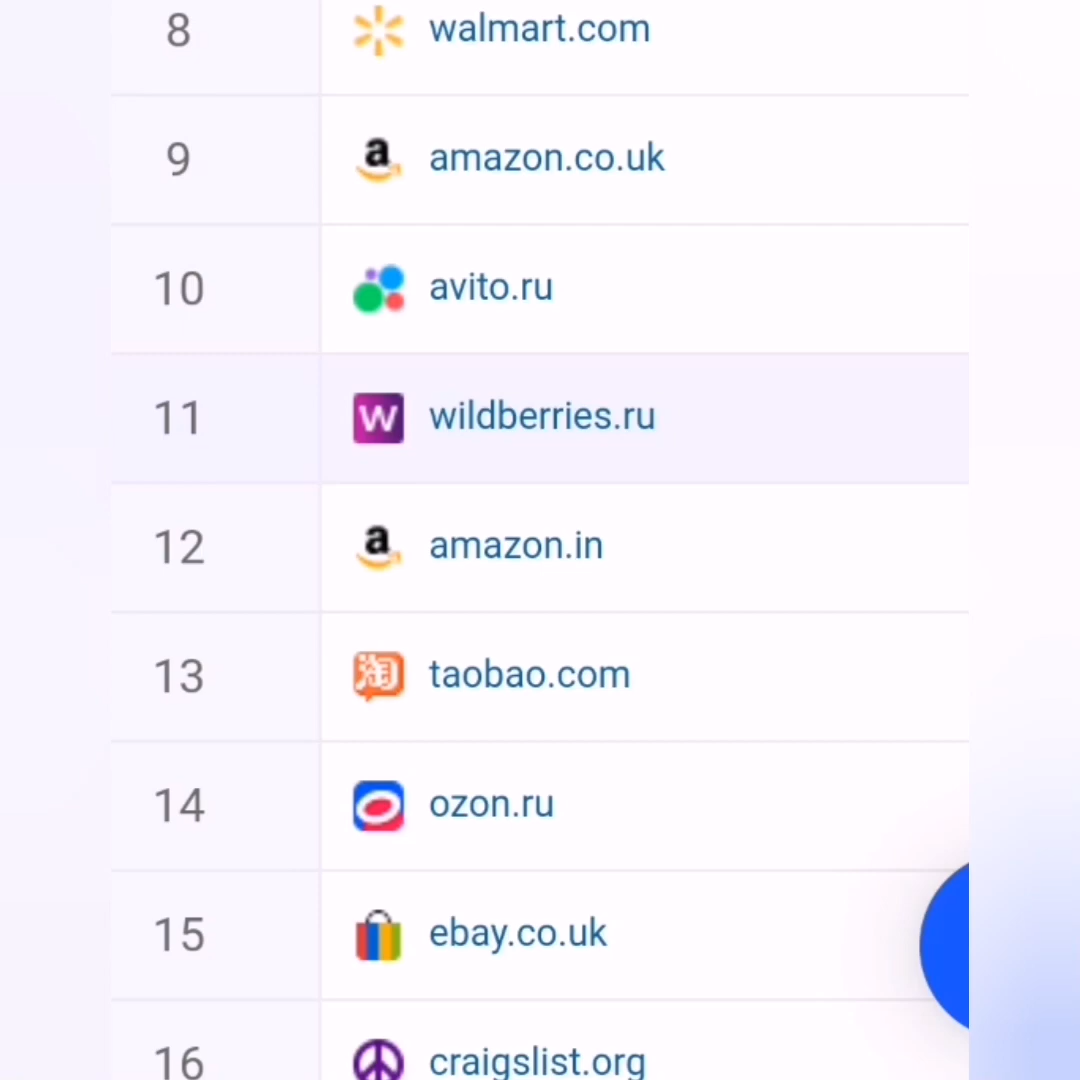 8 walmart.com
9 amazon.co.uk
10 avito.ru
11 W wildberries.ru
12 a amazon.in
13 淘 taobao.com
14 ozon.ru
15 ebay.co.uk
16 craigslist.org